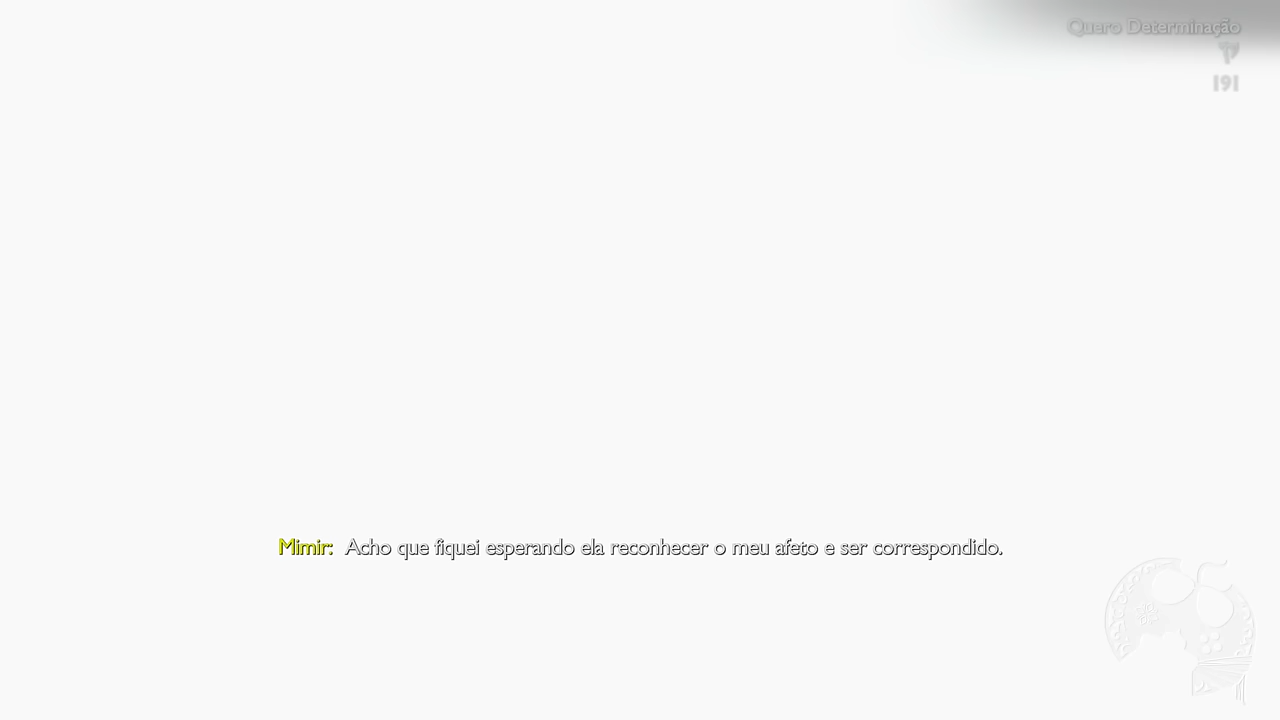 Quero Determinação
191
Mimir: Acho que fiquei esperando ela reconhecer o meu afeto e ser correspondido.